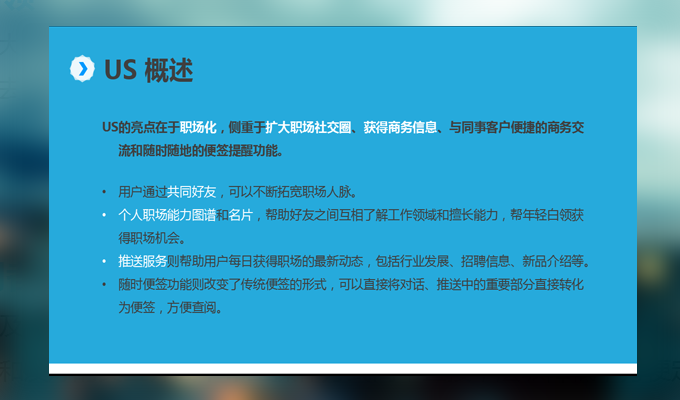 US 概述
US的亮点在于职场化，侧重于扩大职场社交圈、获得商务信息、与同事客户便捷的商务交
流和随时随地的便签提醒功能。
• 用户通过共同好友，可以不断拓宽职场人脉。
• 个人职场能力图谱和名片，帮助好友之间互相了解工作领域和擅长能力，帮年轻白领获
得职场机会。
• 推送服务则帮助用户每日获得职场的最新动态，包括行业发展、招聘信息、新品介绍等。
• 随时便签功能则改变了传统便签的形式，可以直接将对话、推送中的重要部分直接转化
为便签，方便查阅。